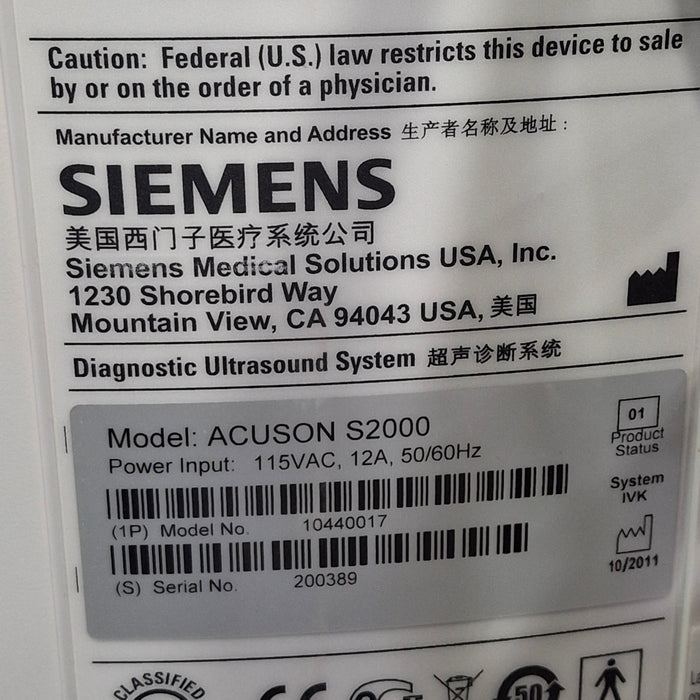 Caution: Federal (U.S.) law restricts this device to sale
by or on the order of a physician.
Manufacturer Name and Address 生产者名称及地址：
SIEMENS
美国西门子医疗系统公司
Siemens Medical Solutions USA, Inc.
1230 Shorebird Way
Mountain View, CA 94043 USA, 美国
Diagnostic Ultrasound System 超声诊断系统
Model: ACUSON S2000
Power Input: 115VAC, 12A, 50/60Hz
01
Product
Status
(1P) Model No. 10440017
System
IVK
(S) Serial No. 200389
10/2011
CLASSIFIED
CE
50